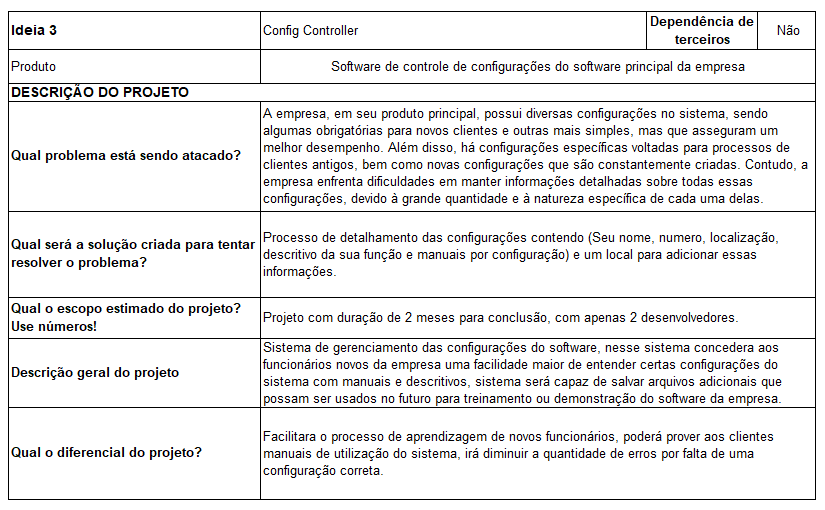 Ideia 3
Config Controller
Dependência de
terceiros
Não
Produto
Software de controle de configurações do software principal da empresa
DESCRIÇÃO DO PROJETO
Qual problema está sendo atacado?
A empresa, em seu produto principal, possui diversas configurações no sistema, sendo
algumas obrigatórias para novos clientes e outras mais simples, mas que asseguram um
melhor desempenho. Além disso, há configurações específicas voltadas para processos de
clientes antigos, bem como novas configurações que são constantemente criadas. Contudo, a
empresa enfrenta dificuldades em manter informações detalhadas sobre todas essas
configurações, devido à grande quantidade e à natureza específica de cada uma delas.
Qual será a solução criada para tentar
resolver o problema?
Processo de detalhamento das configurações contendo (Seu nome, numero, localização,
descritivo da sua função e manuais por configuração) e um local para adicionar essas
informações.
Qual o escopo estimado do projeto?
Use números!
Projeto com duração de 2 meses para conclusão, com apenas 2 desenvolvedores.
Descrição geral do projeto
Sistema de gerenciamento das configurações do software, nesse sistema concedera aos
funcionários novos da empresa uma facilidade maior de entender certas configurações do
sistema com manuais e descritivos, sistema será capaz de salvar arquivos adicionais que
possam ser usados no futuro para treinamento ou demonstração do software da empresa.
Qual o diferencial do projeto?
Facilitara o processo de aprendizagem de novos funcionários, poderá prover aos clientes
manuais de utilização do sistema, irá diminuir a quantidade de erros por falta de uma
configuração correta.